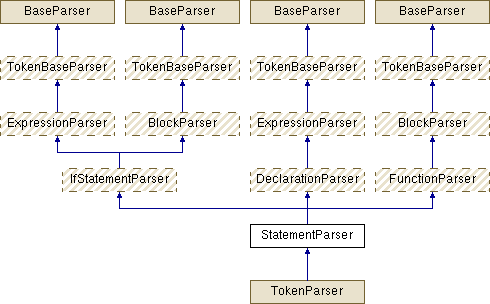 BaseParser BaseParser BaseParser BaseParser
TokenBaseParser TokenBaseParser TokenBaseParser TokenBaseParser
ExpressionParser BlockParser ExpressionParser BlockParser
IfStatementParser DeclarationParser FunctionParser
StatementParser
TokenParser